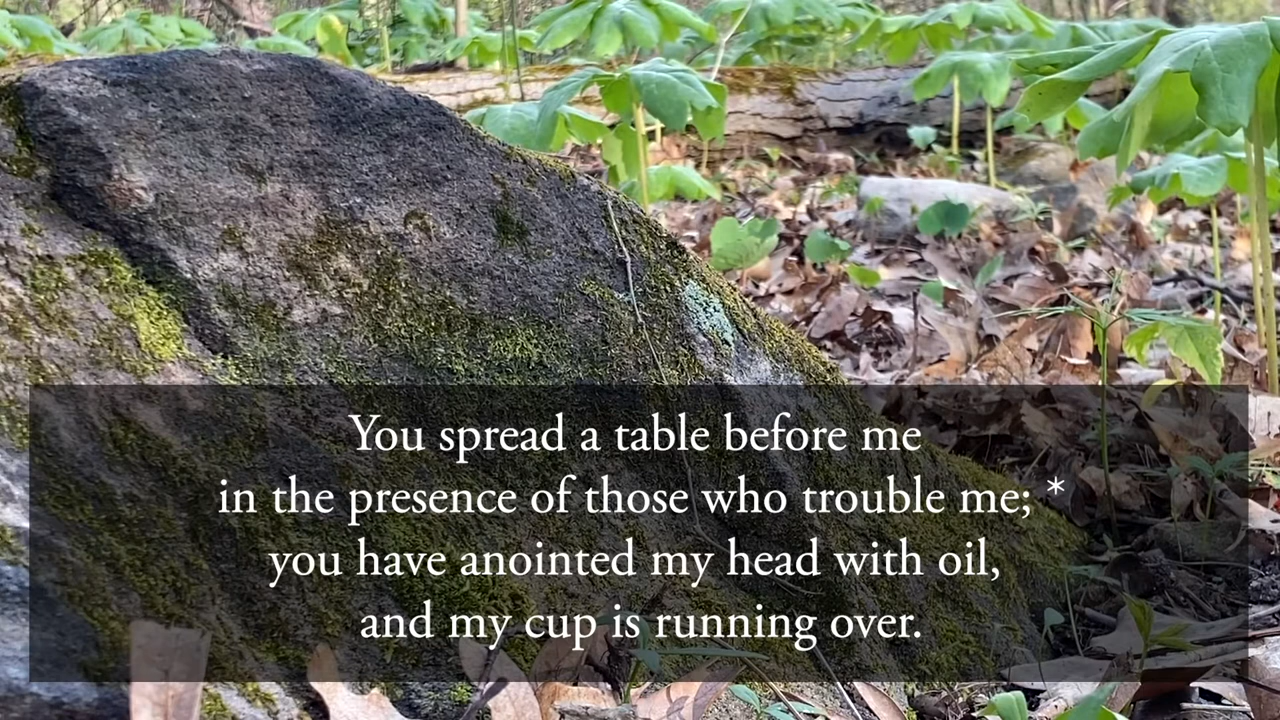 You spread a table before me
in the presence of those who trouble me; *
you have anointed my head with oil,
and my cup is running over.